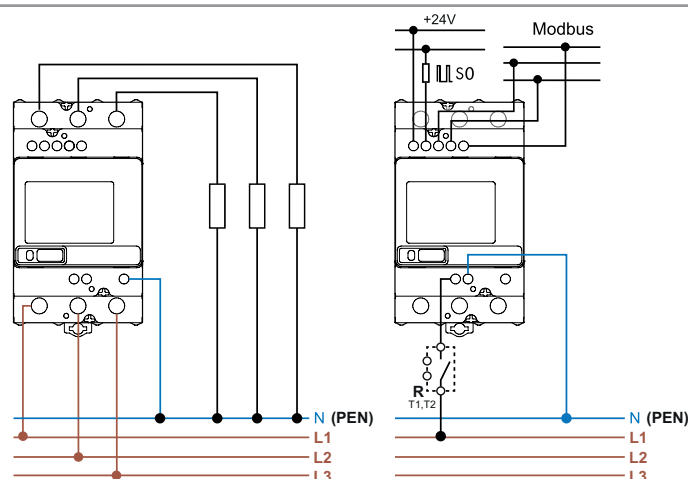 +24V
Modbus
S0
R
T1,T2
N (PEN)
L1
L2
L3
N (PEN)
L1
L2
L3